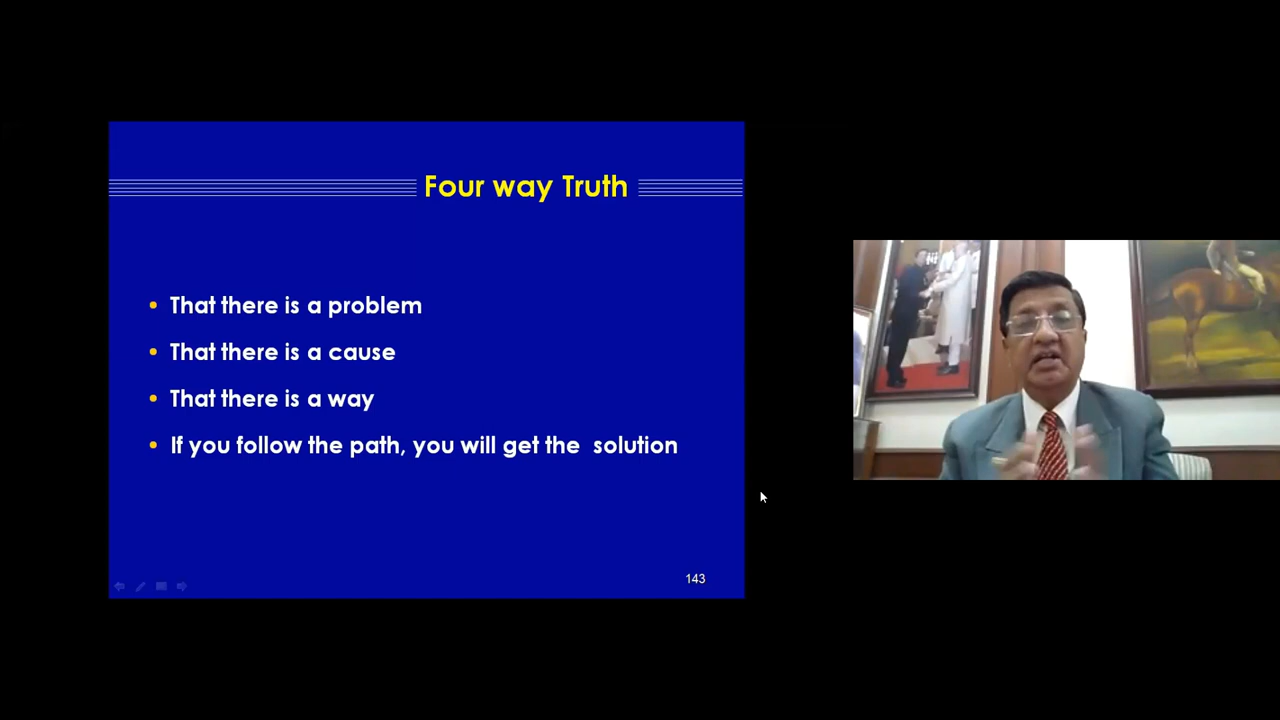 Four way Truth
• That there is a problem
• That there is a cause
• That there is a way
• If you follow the path, you will get the  solution
143